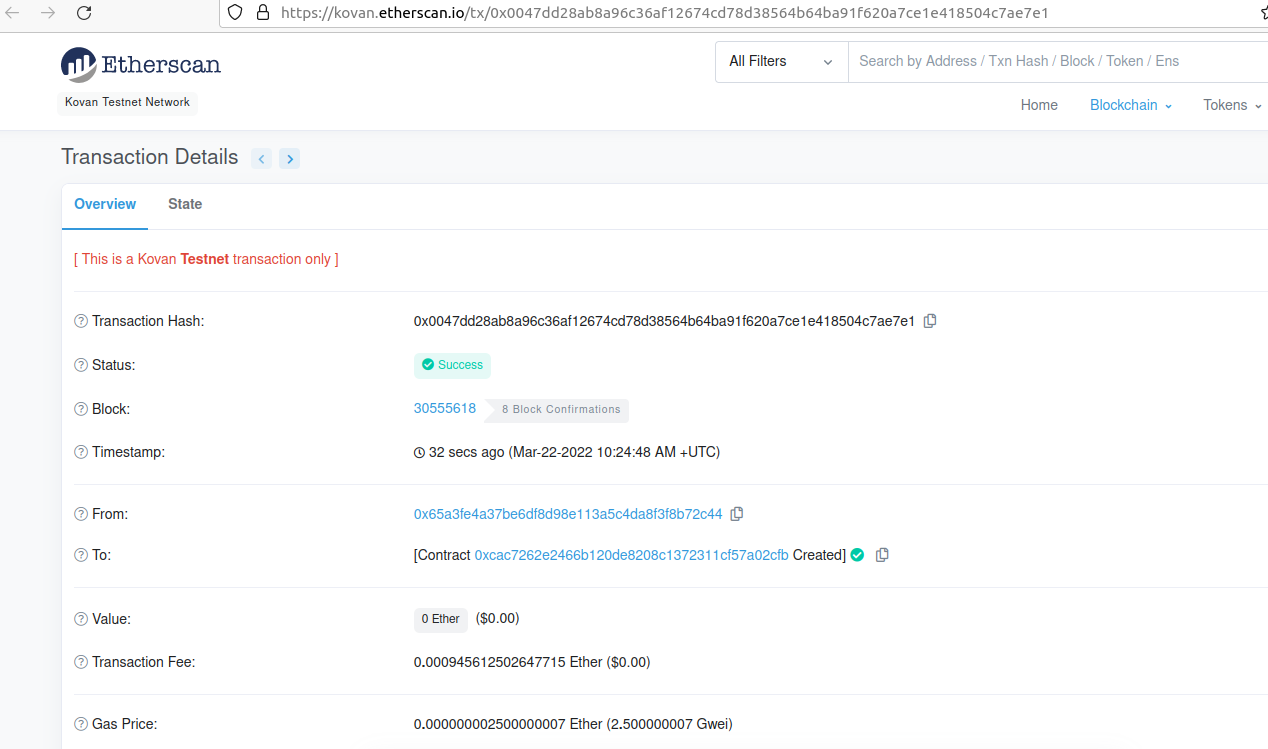 https://kovan.etherscan.io/tx/0x0047dd28ab8a96c36af12674cd78d38564b64ba91f620a7ce1e418504c7ae7e1
Etherscan
All Filters
Search by Address / Txn Hash / Block / Token / Ens
Kovan Testnet Network
Home Blockchain Tokens
Transaction Details
Overview State
[ This is a Kovan Testnet transaction only ]
Transaction Hash: 0x0047dd28ab8a96c36af12674cd78d38564b64ba91f620a7ce1e418504c7ae7e1
Status: Success
Block: 30555618 8 Block Confirmations
Timestamp: 32 secs ago (Mar-22-2022 10:24:48 AM +UTC)
From: 0x65a3fe4a37be6df8d98e113a5c4da8f3f8b72c44
To: [Contract 0xcac7262e2466b120de8208c1372311cf57a02cfb Created]
Value: 0 Ether ($0.00)
Transaction Fee: 0.000945612502647715 Ether ($0.00)
Gas Price: 0.000000002500000007 Ether (2.500000007 Gwei)